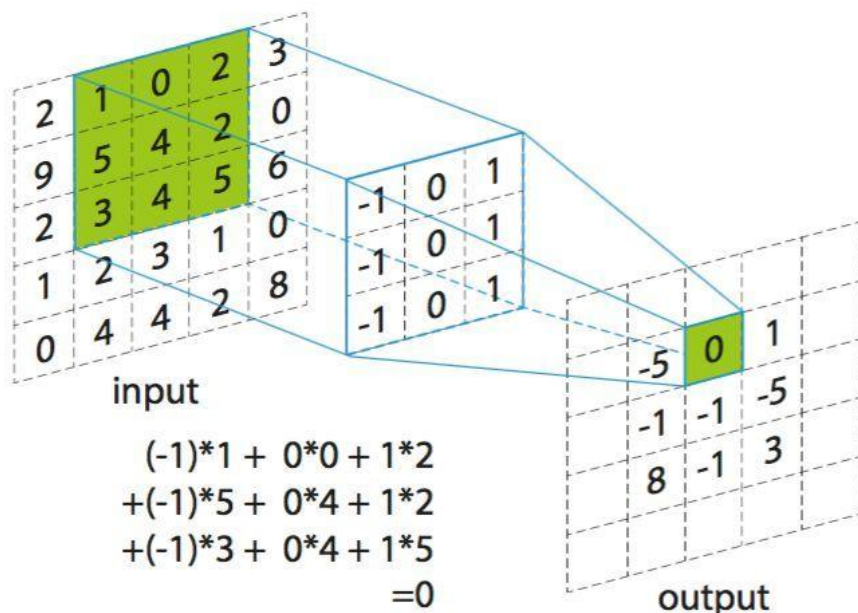 2 1 0 2 3
9 5 4 2 0
2 3 4 5 6
1 2 3 1 0
0 4 4 2 8
input
-1 0 1
-1 0 1
-1 0 1
-5 0 1
-1 -1 -5
8 -1 3
output
(-1)*1 + 0*0 + 1*2
+(-1)*5 + 0*4 + 1*2
+(-1)*3 + 0*4 + 1*5
=0